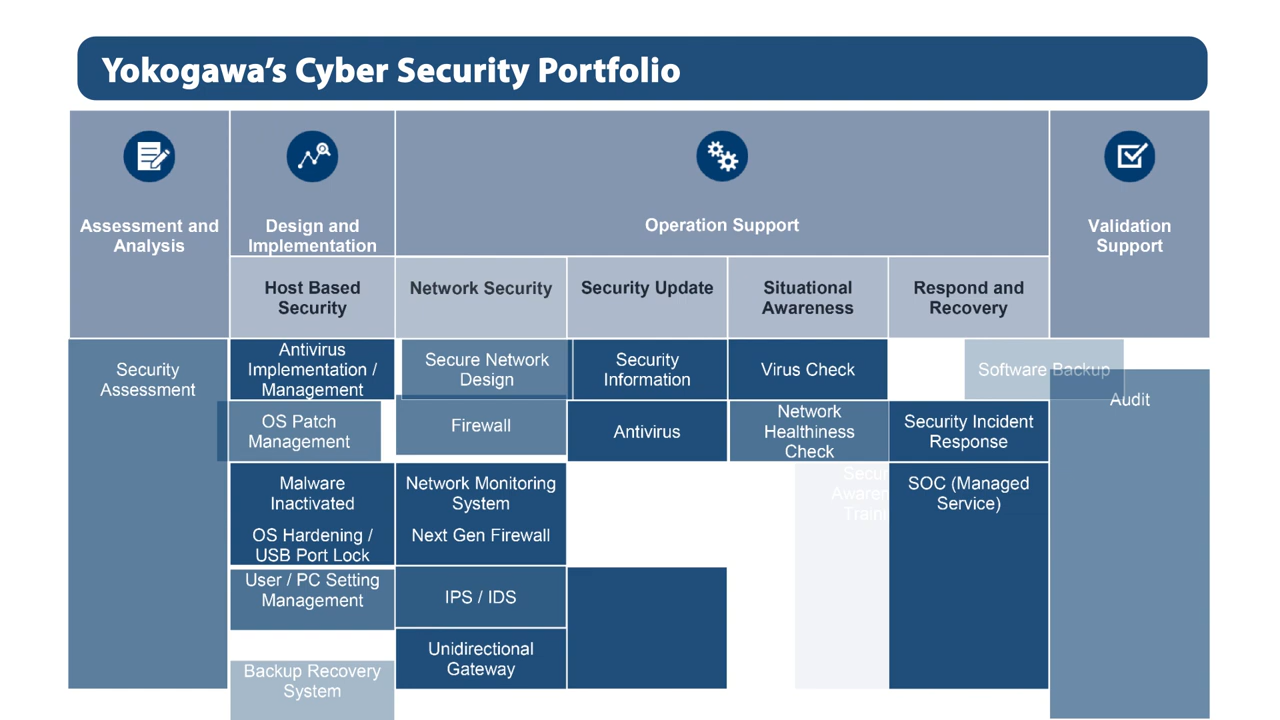 Yokogawa's Cyber Security Portfolio
Assessment and
Analysis
Design and
Implementation
Operation Support
Validation
Support
Host Based
Security
Network Security
Security Update
Situational
Awareness
Respond and
Recovery
Security
Assessment
Antivirus
Implementation /
Management
Secure Network
Design
Security
Information
Virus Check
Software Backup
Audit
OS Patch
Management
Firewall
Antivirus
Network
Healthiness
Check
Security Incident
Response
Malware
Inactivated
Network Monitoring
System
SOC (Managed
Service)
OS Hardening /
USB Port Lock
Next Gen Firewall
User / PC Setting
Management
IPS / IDS
Unidirectional
Gateway
Backup Recovery
System